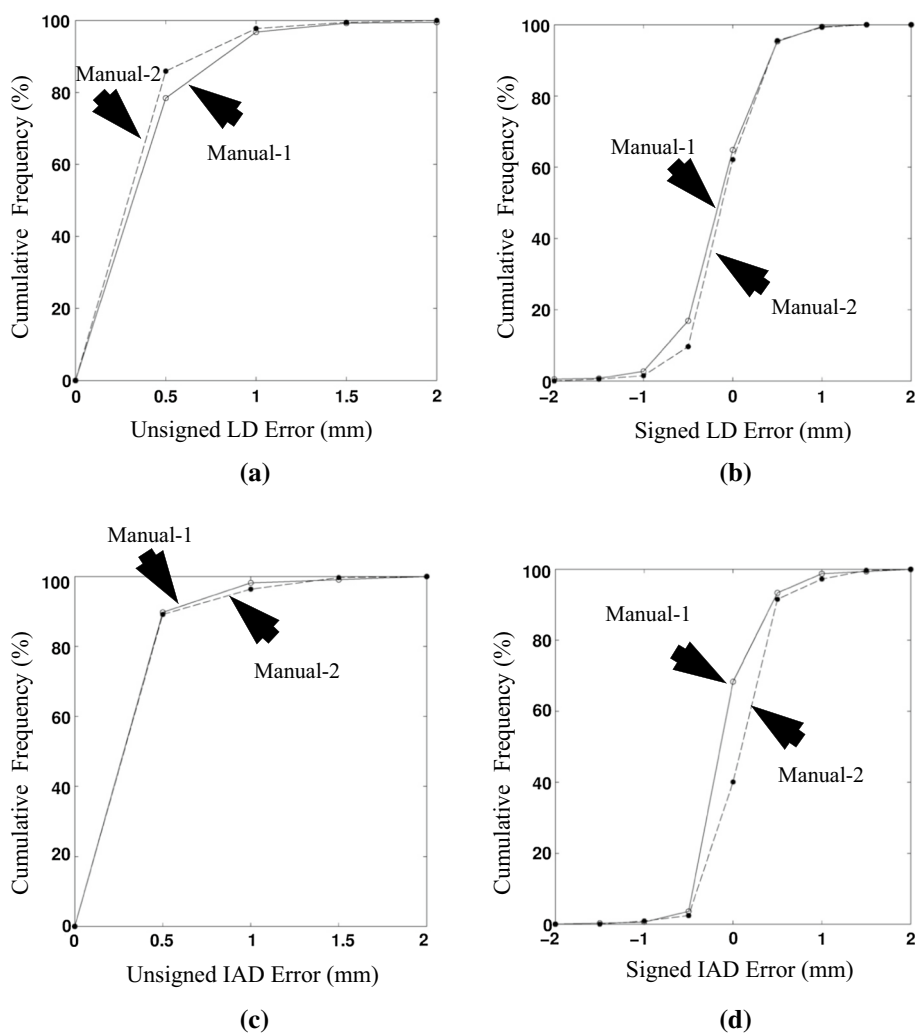 100
80
60
40
20
0
Cumulative Frequency (%)
Manual-2
Manual-1
0 0.5 1 1.5 2
Unsigned LD Error (mm)
(a)
100
80
60
40
20
0
Cumulative Freuqency (%)
Manual-1
Manual-2
−2 −1 0 1 2
Signed LD Error (mm)
(b)
Manual-1
100
80
60
40
20
0
Cumulative Frequency (%)
Manual-2
0 0.5 1 1.5 2
Unsigned IAD Error (mm)
(c)
100
80
60
40
20
0
Cumulative Frequency (%)
Manual-1
Manual-2
−2 −1 0 1 2
Signed IAD Error (mm)
(d)